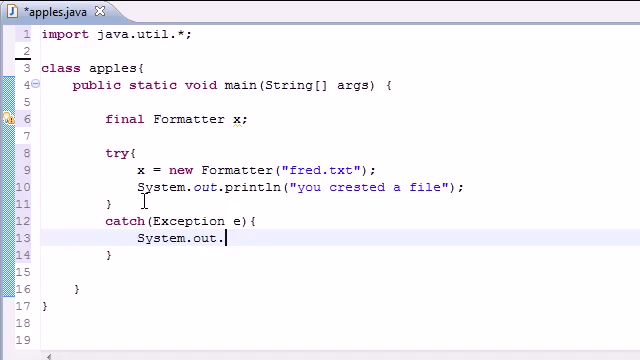 *apples.java
1 import java.util.*;
2
3 class apples{
4 public static void main(String[] args) {
5
6 final Formatter x;
7
8 try{
9 x = new Formatter("fred.txt");
10 System.out.println("you crested a file");
11 }
12 catch(Exception e){
13 System.out.
14 }
15
16 }
17 }
18
19